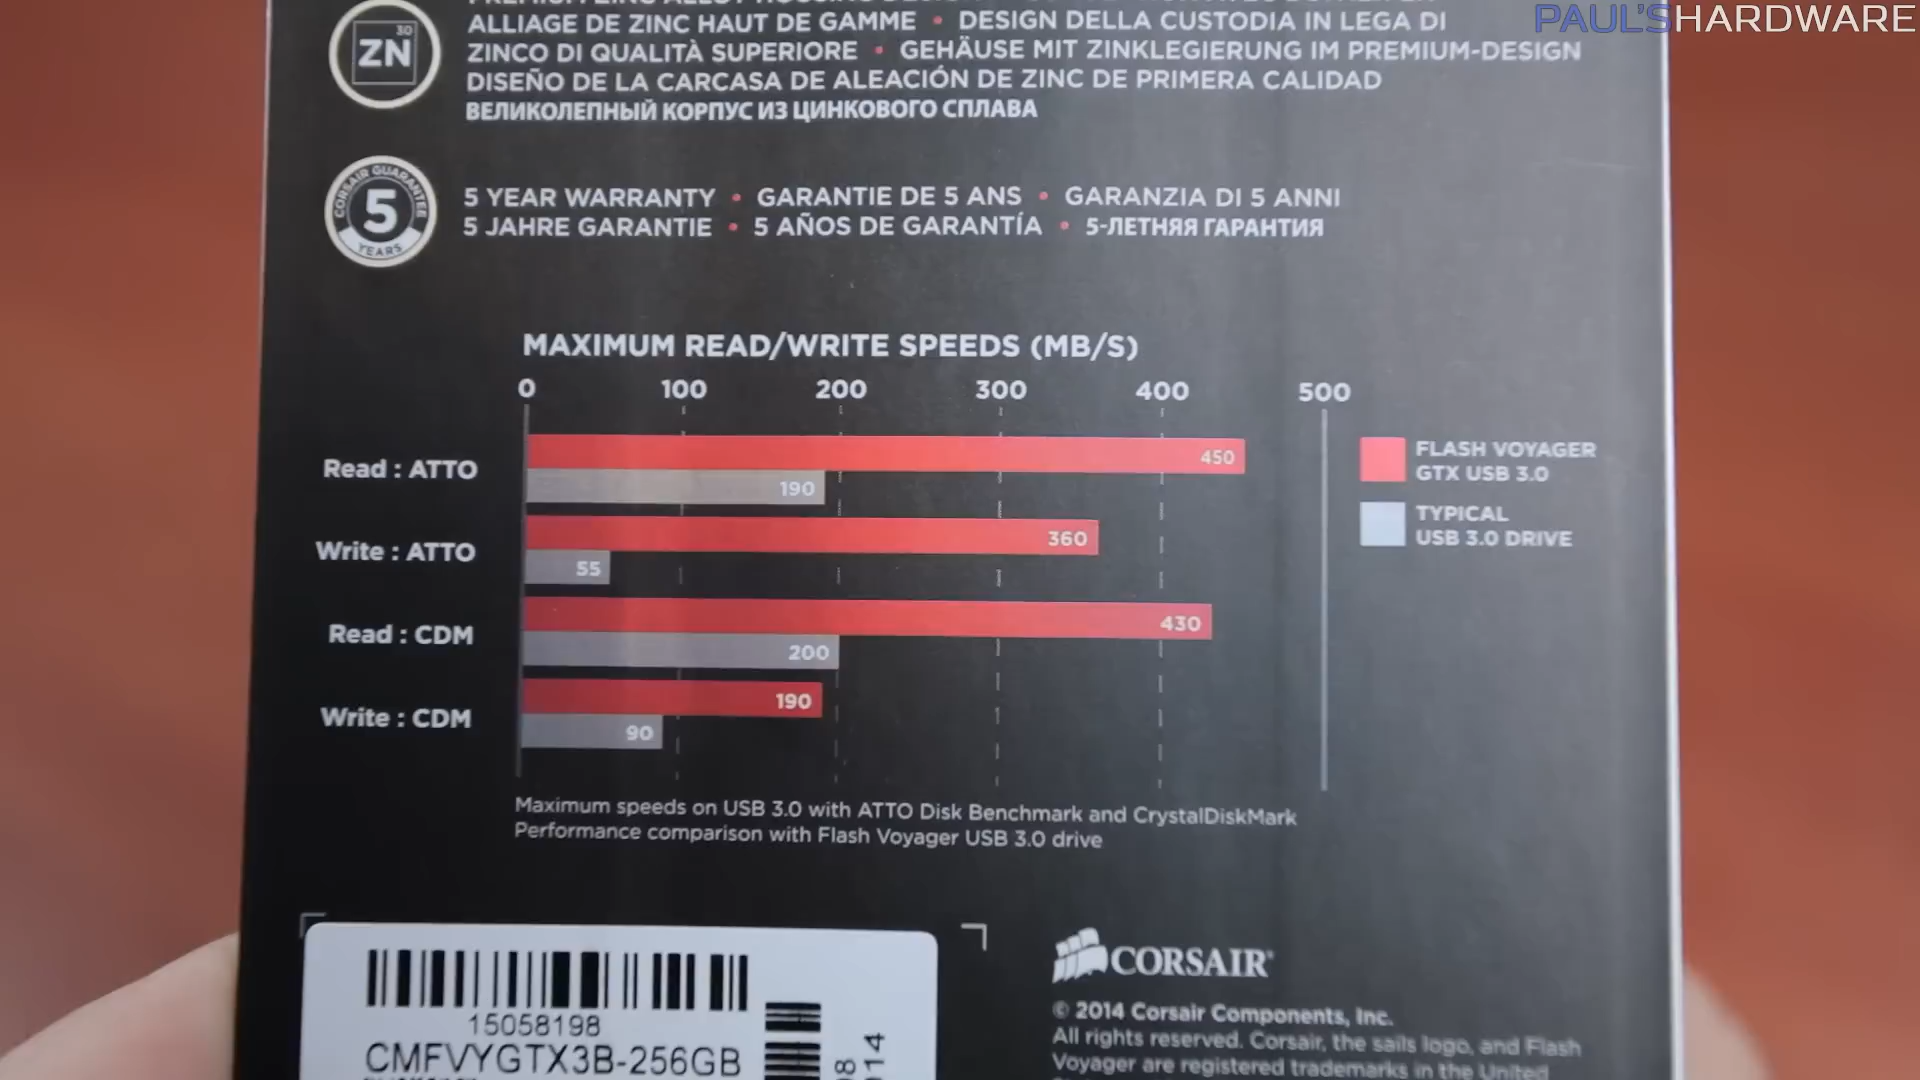 PAUL'SHARDWARE
ZN
30
ALLIAGE DE ZINC HAUT DE GAMME • DESIGN DELLA CUSTODIA IN LEGA DI
ZINCO DI QUALITÀ SUPERIORE • GEHÄUSE MIT ZINKLEGIERUNG IM PREMIUM-DESIGN
DISEÑO DE LA CARCASA DE ALEACIÓN DE ZINC DE PRIMERA CALIDAD
ВЕЛИКОЛЕПНЫЙ КОРПУС ИЗ ЦИНКОВОГО СПЛАВА
CORSAIR GUARANTEE
5
YEARS
5 YEAR WARRANTY • GARANTIE DE 5 ANS • GARANZIA DI 5 ANNI
5 JAHRE GARANTIE • 5 AÑOS DE GARANTÍA • 5-ЛЕТНЯЯ ГАРАНТИЯ
MAXIMUM READ/WRITE SPEEDS (MB/S)
0 100 200 300 400 500
Read : ATTO
450
190
Write : ATTO
360
55
Read : CDM
430
200
Write : CDM
190
90
FLASH VOYAGER
GTX USB 3.0
TYPICAL
USB 3.0 DRIVE
Maximum speeds on USB 3.0 with ATTO Disk Benchmark and CrystalDiskMark
Performance comparison with Flash Voyager USB 3.0 drive
15058198
CMFVYGTX3B-256GB
CORSAIR
© 2014 Corsair Components, Inc.
All rights reserved. Corsair, the sails logo, and Flash
Voyager are registered trademarks in the United